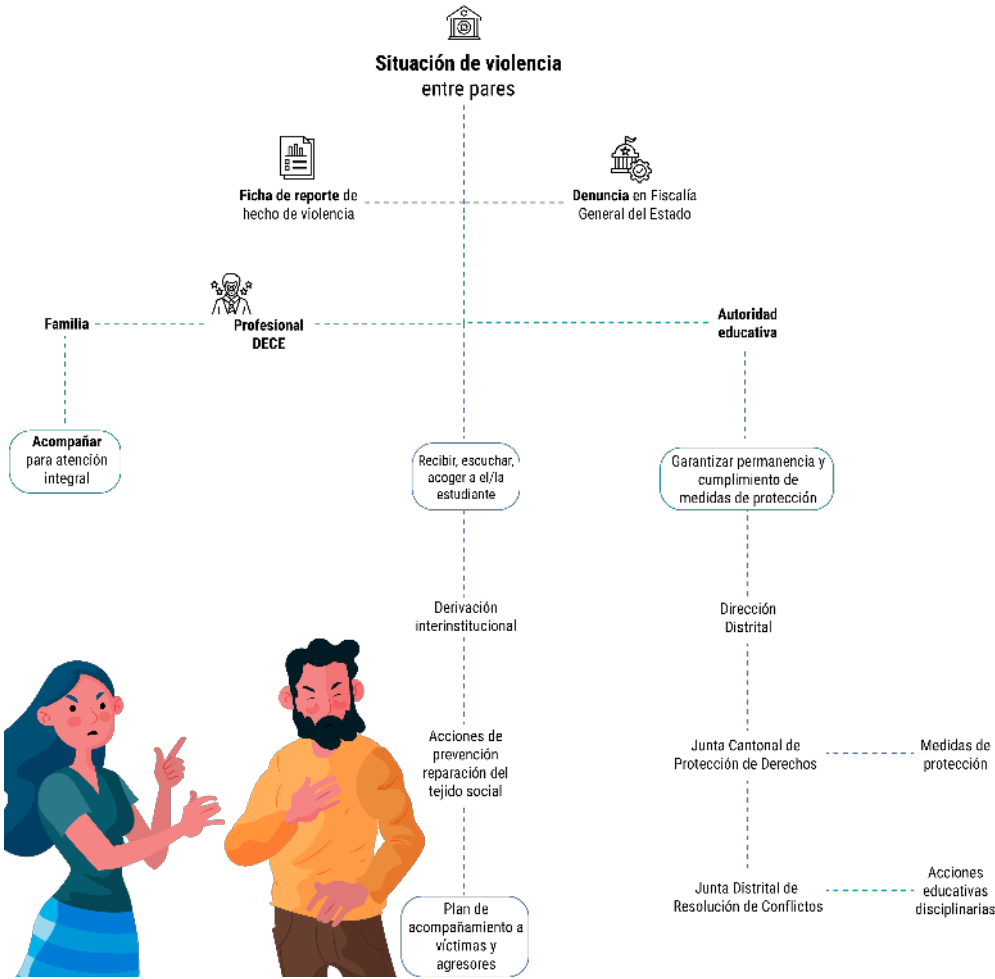 Situación de violencia
entre pares
Ficha de reporte de
hecho de violencia
Denuncia en Fiscalía
General del Estado
Familia
Profesional
DECE
Autoridad
educativa
Acompañar
para atención
integral
Recibir, escuchar,
acoger a el/la
estudiante
Garantizar permanencia y
cumplimiento de
medidas de protección
Derivación
interinstitucional
Dirección
Distrital
Acciones de
prevención
reparación del
tejido social
Junta Cantonal de
Protección de Derechos
Medidas de
protección
Plan de
acompañamiento a
víctimas y
agresores
Junta Distrital de
Resolución de Conflictos
Acciones
educativas
disciplinarias